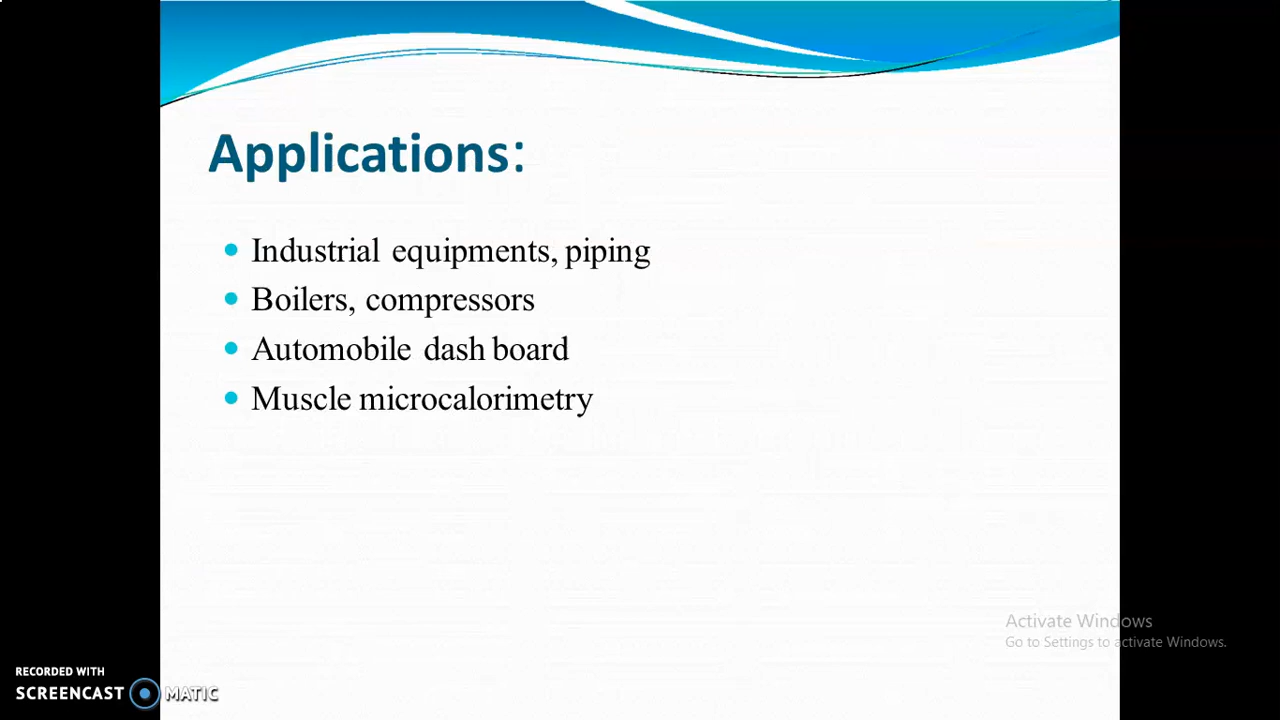 Applications:
Industrial equipments, piping
Boilers, compressors
Automobile dash board
Muscle microcalorimetry
Activate Windows
Go to Settings to activate Windows.
RECORDED WITH
SCREENCAST MATIC